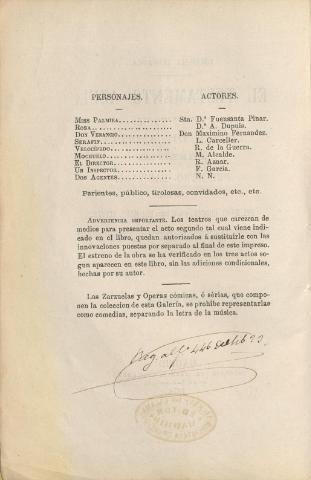 PERSONAJES. ACTORES.
MISS PALMIRA................ Sta. D.ª Fuensanta Pinar.
ROSA................ D.ª A. Dupuis.
DON VENANCIO................ Don Maximino Fernandez.
SERAFIN................ L. Carceller.
VELOCÍPEDO................ R. de la Guerra.
MOCHUELO................ M. Alcalde.
EL DIRECTOR................ R. Aznar.
UN INSPECTOR................ F. García.
DOS AGENTES................ N. N.
Parientes, público, tirolesas, convidados, etc., etc.
ADVERTENCIA IMPORTANTE. Los teatros que carezcan de
medios para presentar el acto segundo tal cual viene indi-
cado en el libro, quedan autorizados á sustituirle con las
innovaciones puestas por separado al final de este impreso.
El estreno de la obra se ha verificado en los tres actos se-
gun aparecen en este libro, sin las adiciones condicionales,
hechas por su autor.
Las Zarzuelas y Operas cómicas, ó sérias, que compo-
nen la coleccion de esta Galería, se prohibe representarlas
como comedias, separando la letra de la música.